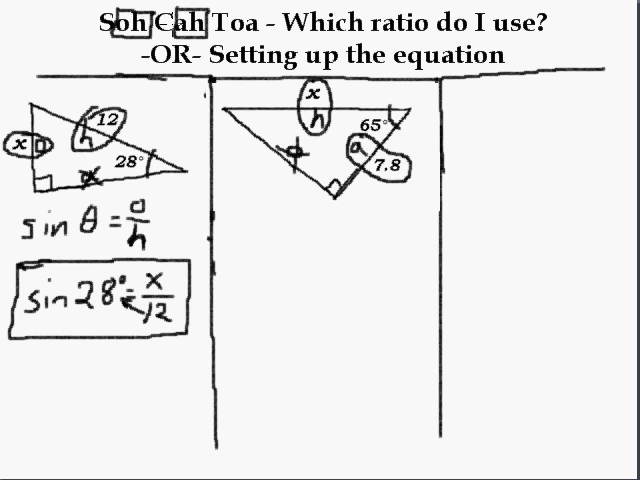 Soh Cah Toa - Which ratio do I use?
-OR- Setting up the equation
x o
12
h
28°
a
sin θ = o/h
sin 28° = x/12
x
h
65°
o
a
7.8